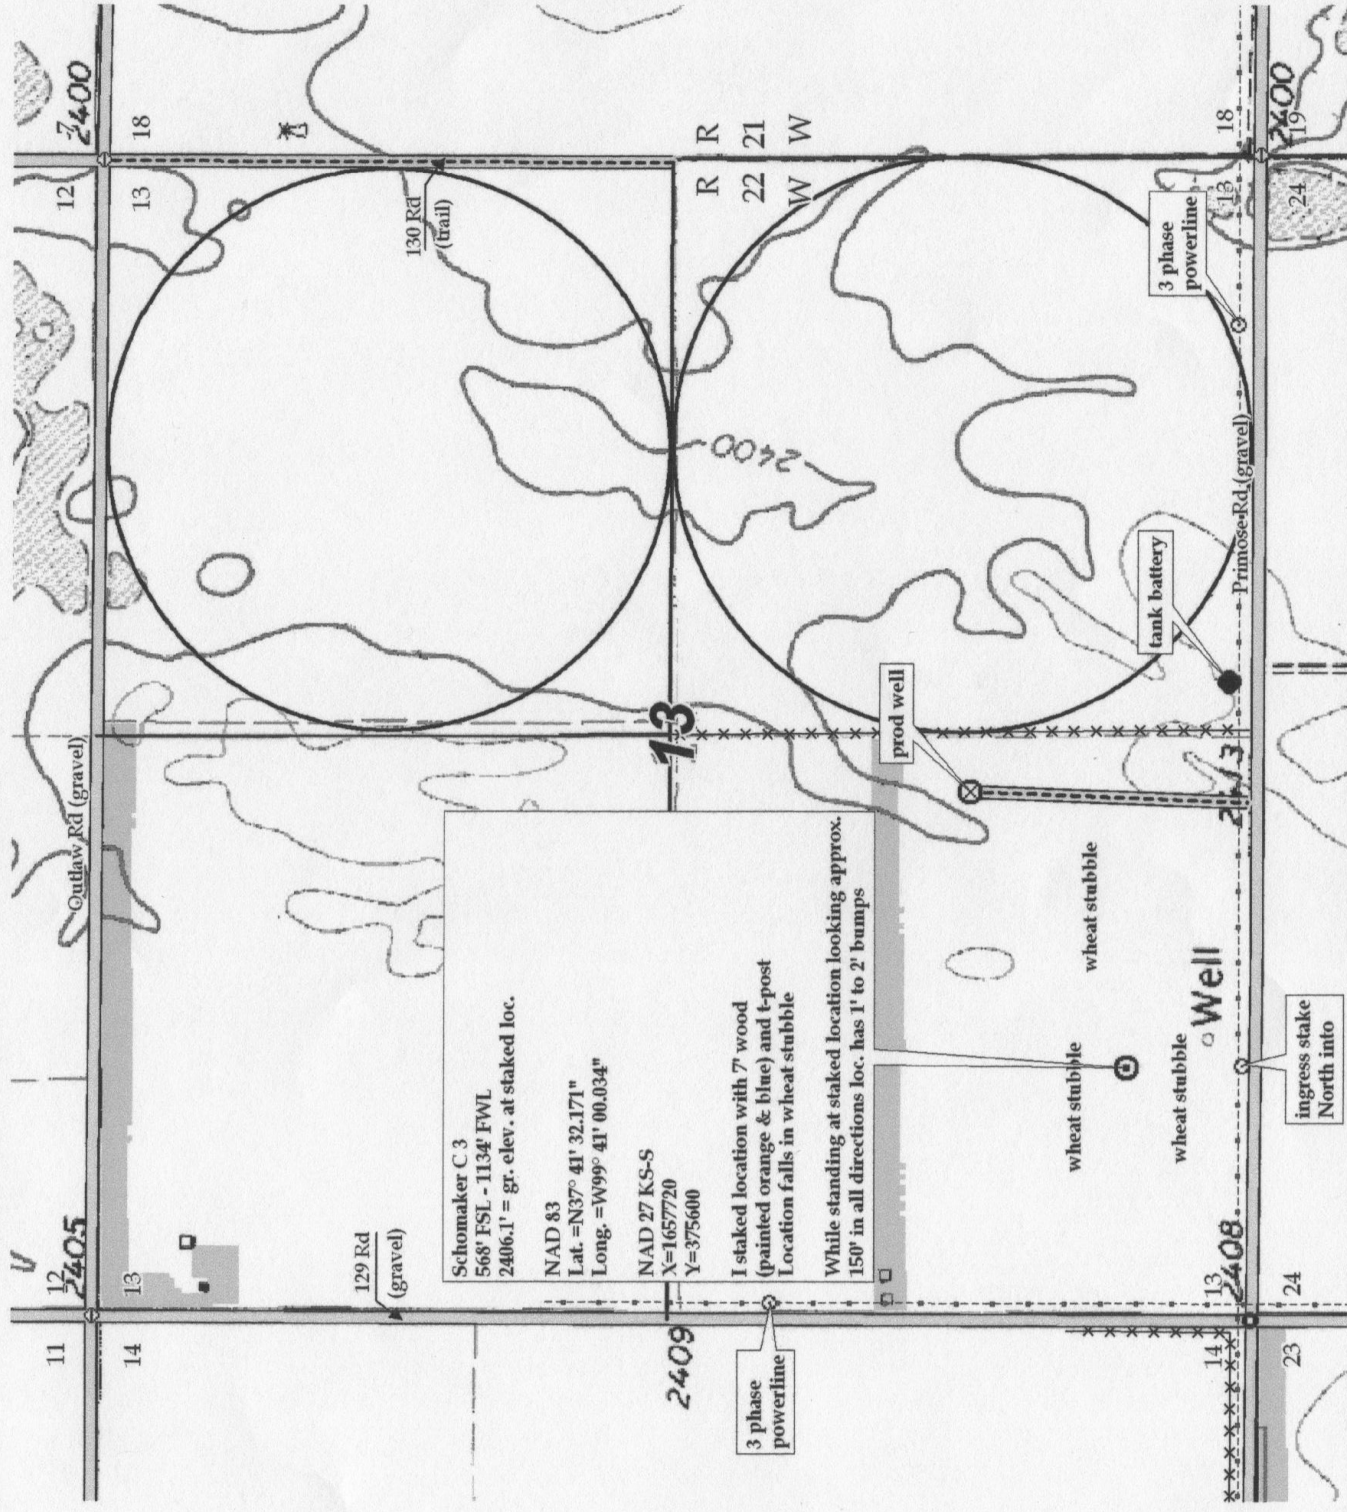 11
12
2405
12
7
2400
14
13
13
18
Outlaw Rd (gravel)
129 Rd
(gravel)
130 Rd
(trail)
Schomaker C 3
568' FSL - 1134' FWL
2406.1' = gr. elev. at staked loc.
NAD 83
Lat. =N37° 41' 32.171"
Long. =W99° 41' 00.034"
NAD 27 KS-S
X=1657720
Y=375600
I staked location with 7' wood
(painted orange & blue) and t-post
Location falls in wheat stubble
While standing at staked location looking approx.
150' in all directions loc. has 1' to 2' bumps
2409
13
R R
22 21
W W
2400
3 phase
powerline
prod well
wheat stubble
wheat stubble
wheat stubble
Well
tank battery
3 phase
powerline
Primose Rd (gravel)
14
13
2408
13
18
23
24
24
19
2400
ingress stake
North into